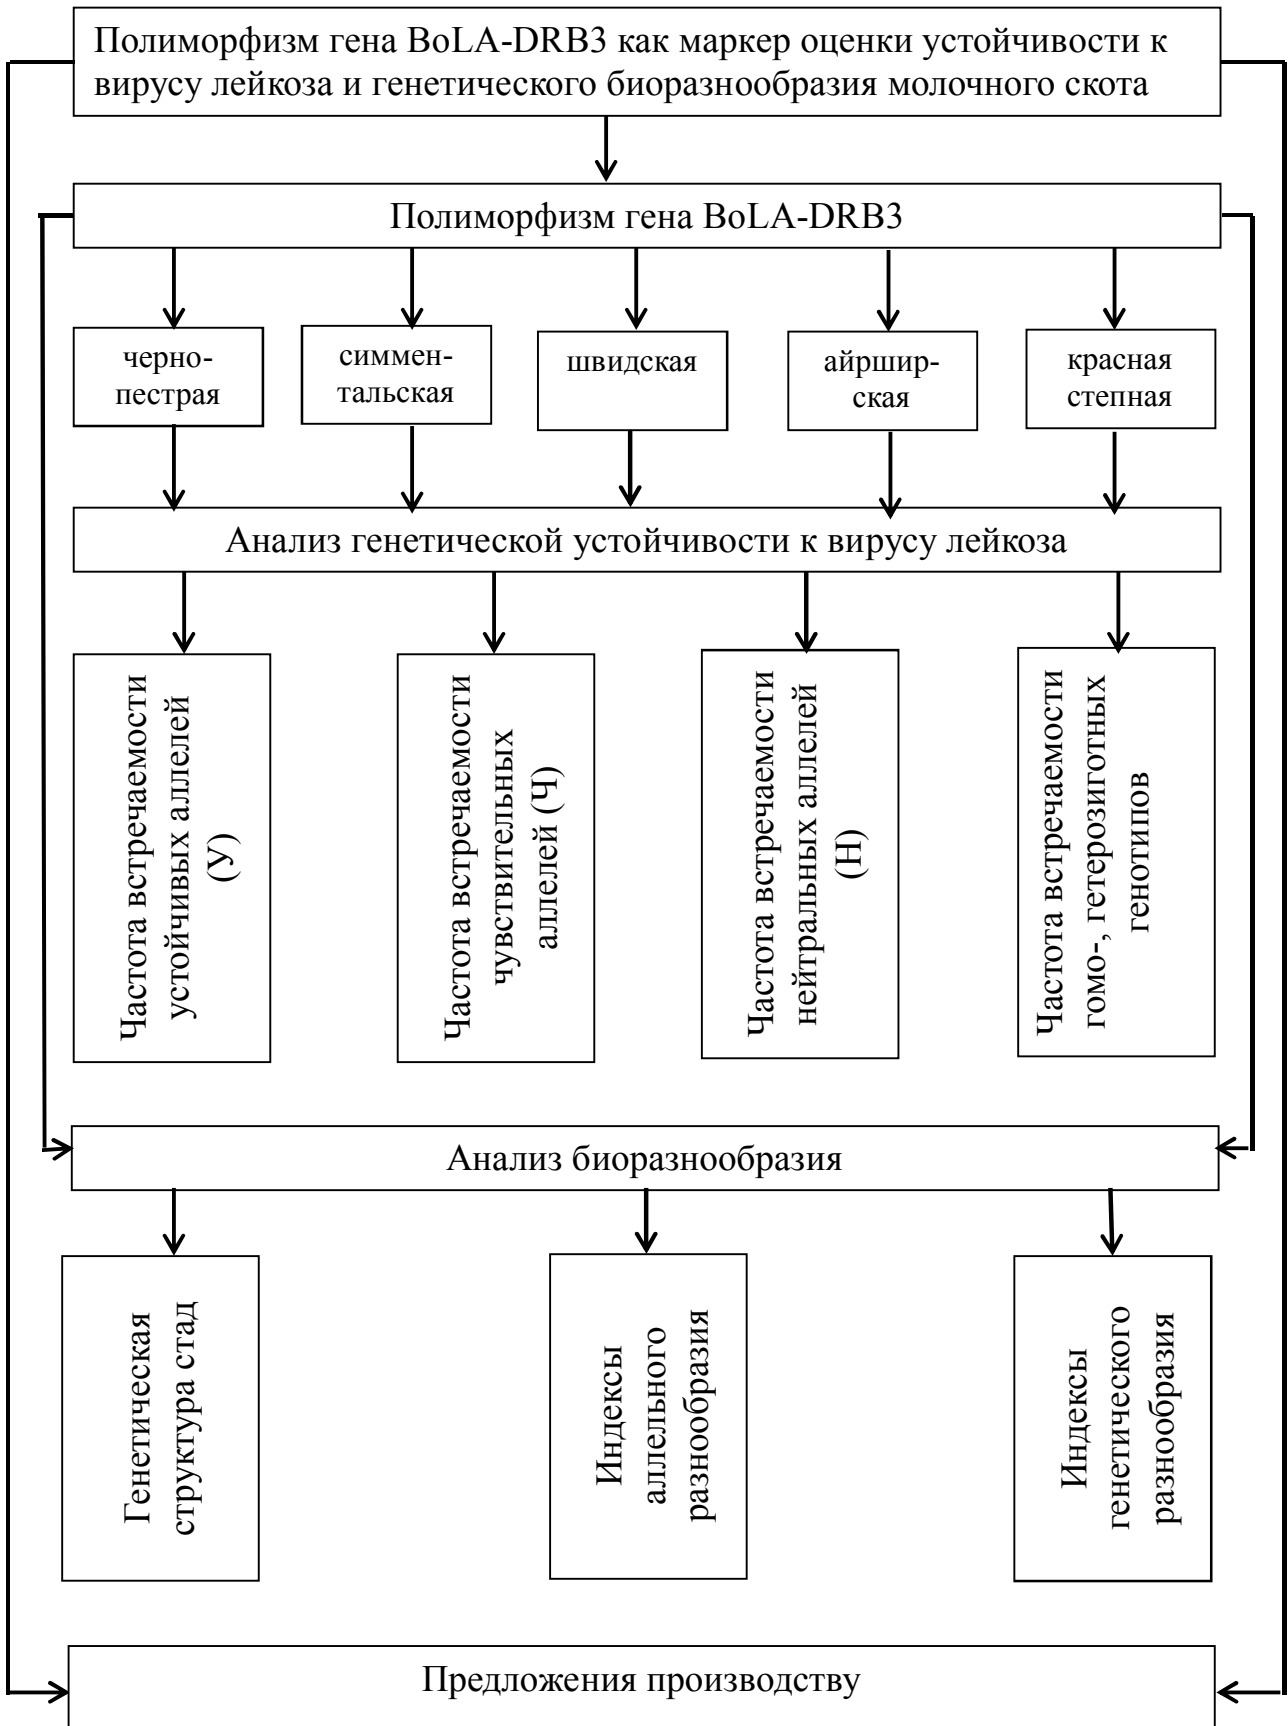 Полиморфизм гена BoLA-DRB3 как маркер оценки устойчивости к
вирусу лейкоза и генетического биоразнообразия молочного скота
Полиморфизм гена BoLA-DRB3
черно-
пестрая
симмен-
тальская
швидская
айршир-
ская
красная
степная
Анализ генетической устойчивости к вирусу лейкоза
Частота встречаемости
устойчивых аллелей
(У)
Частота встречаемости
чувствительных
аллелей (Ч)
Частота встречаемости
нейтральных аллелей
(Н)
Частота встречаемости
гомо-, гетерозиготных
генотипов
Анализ биоразнообразия
Генетическая
структура стад
Индексы
аллельного
разнообразия
Индексы
генетического
разнообразия
Предложения производству